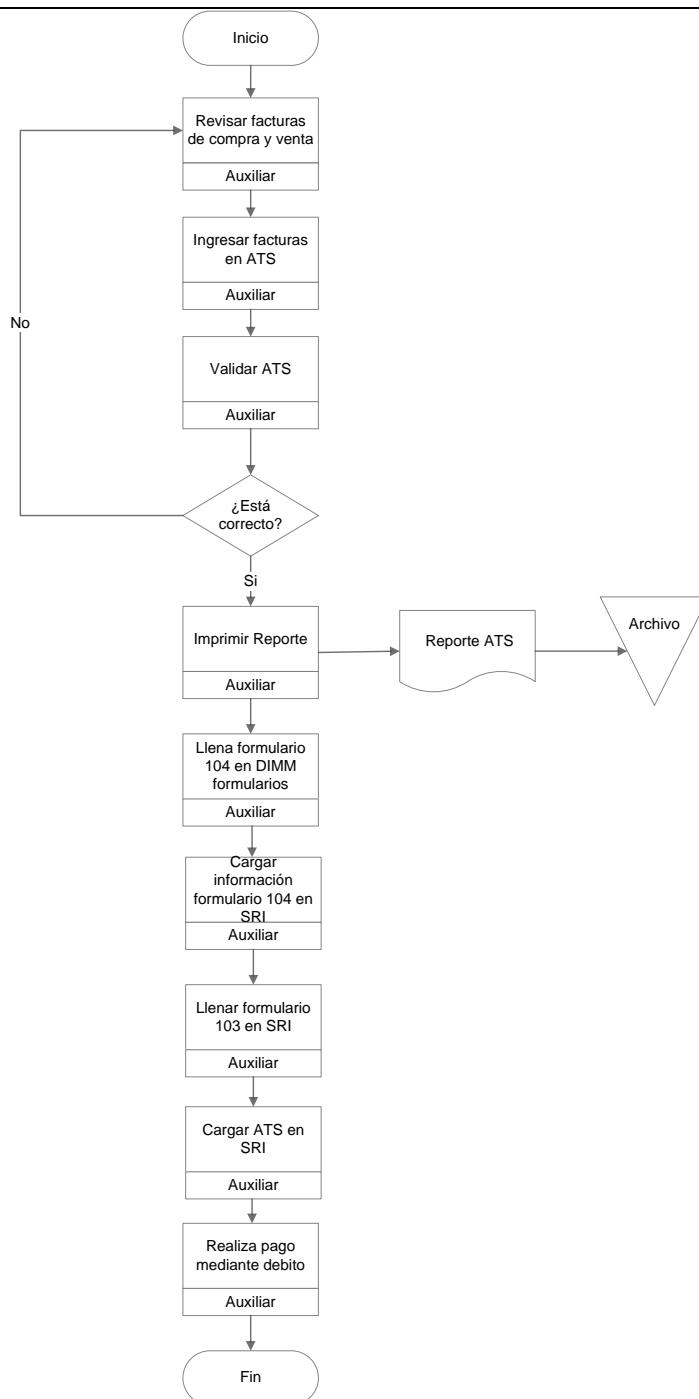 Inicio
Revisar facturas
de compra y venta
Auxiliar
Ingresar facturas
en ATS
Auxiliar
No
Validar ATS
Auxiliar
¿Está
correcto?
Si
Imprimir Reporte
Auxiliar
Reporte ATS
Archivo
Llena formulario
104 en DIMM
formularios
Auxiliar
Cargar
información
formulario 104 en
SRI
Auxiliar
Llenar formulario
103 en SRI
Auxiliar
Cargar ATS en
SRI
Auxiliar
Realiza pago
mediante debito
Auxiliar
Fin